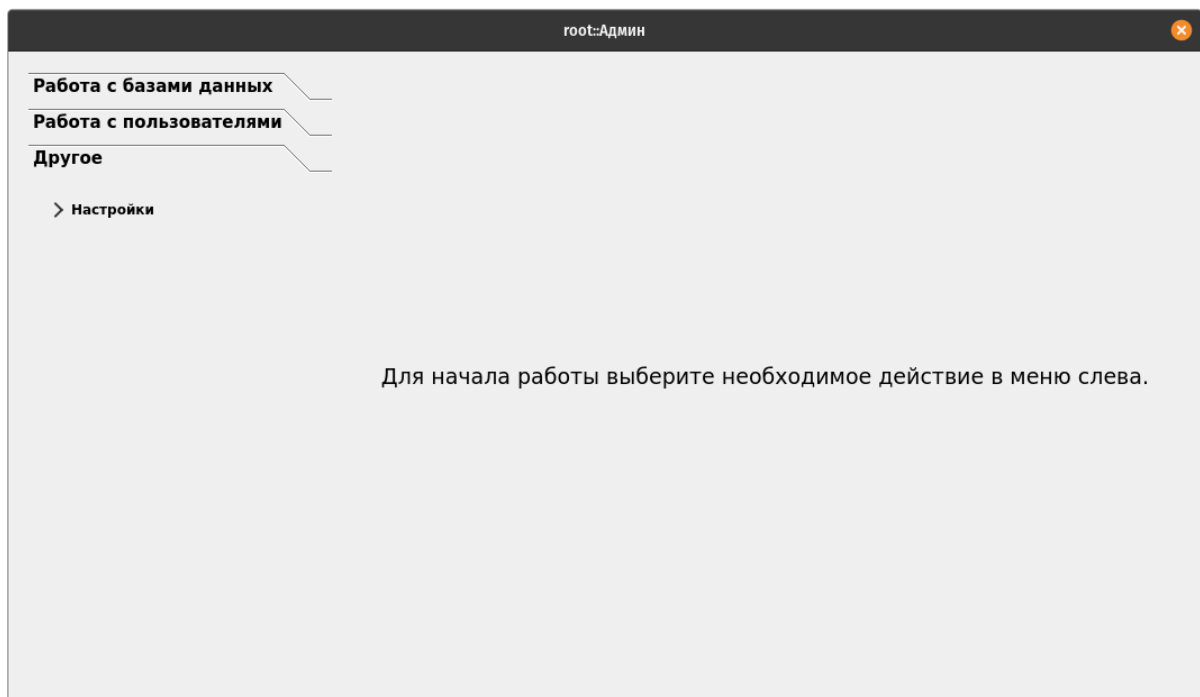 root::Админ
Работа с базами данных
Работа с пользователями
Другое
Настройки
Для начала работы выберите необходимое действие в меню слева.